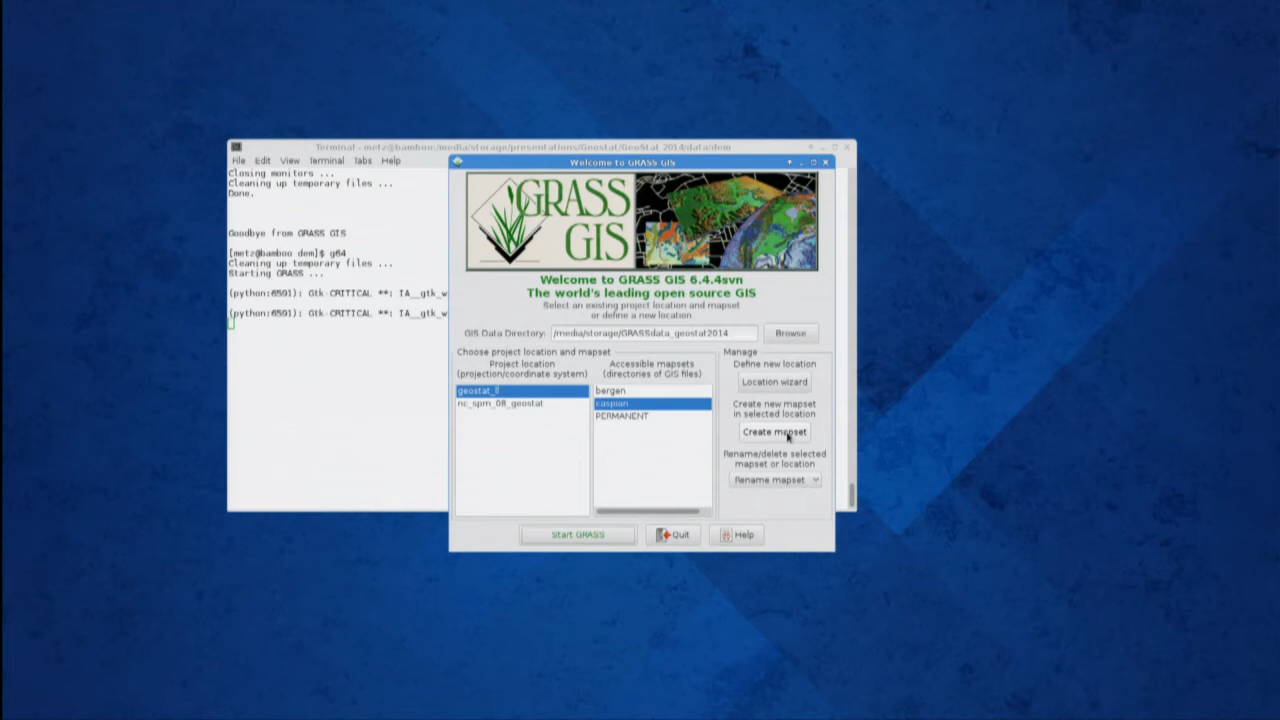 Terminal - metz@bamboo:/media/storage/presentations/Geostat/GeoStat_2014/data/dem
File Edit View Terminal Tabs Help
Closing monitors ...
Cleaning up temporary files ...
Done.
Goodbye from GRASS GIS
[metz@bamboo dem]$ g64
Cleaning up temporary files ...
Starting GRASS ...
(python:6591): Gtk-CRITICAL **: IA__gtk_w
(python:6591): Gtk-CRITICAL **: IA__gtk_w
Welcome to GRASS GIS
GRASS
GIS
Welcome to GRASS GIS 6.4.4svn
The world's leading open source GIS
Select an existing project location and mapset
or define a new location
GIS Data Directory: /media/storage/GRASSdata_geostat2014 Browse
Choose project location and mapset
Project location
(projection/coordinate system)
geostat_ll
nc_spm_08_geostat
Accessible mapsets
(directories of GIS files)
bergen
caspian
PERMANENT
Manage
Define new location
Location wizard
Create new mapset
in selected location
Create mapset
Rename/delete selected
mapset or location
Rename mapset
Start GRASS Quit Help